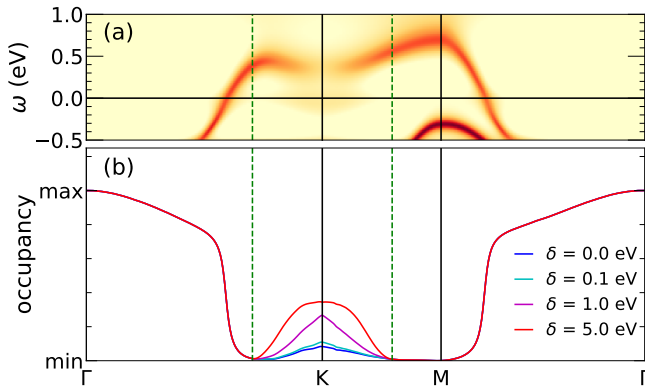 (a)
1.0
0.5
0.0
−0.5
ω (eV)
(b)
max
min
occupancy
δ = 0.0 eV
δ = 0.1 eV
δ = 1.0 eV
δ = 5.0 eV
Γ K M Γ